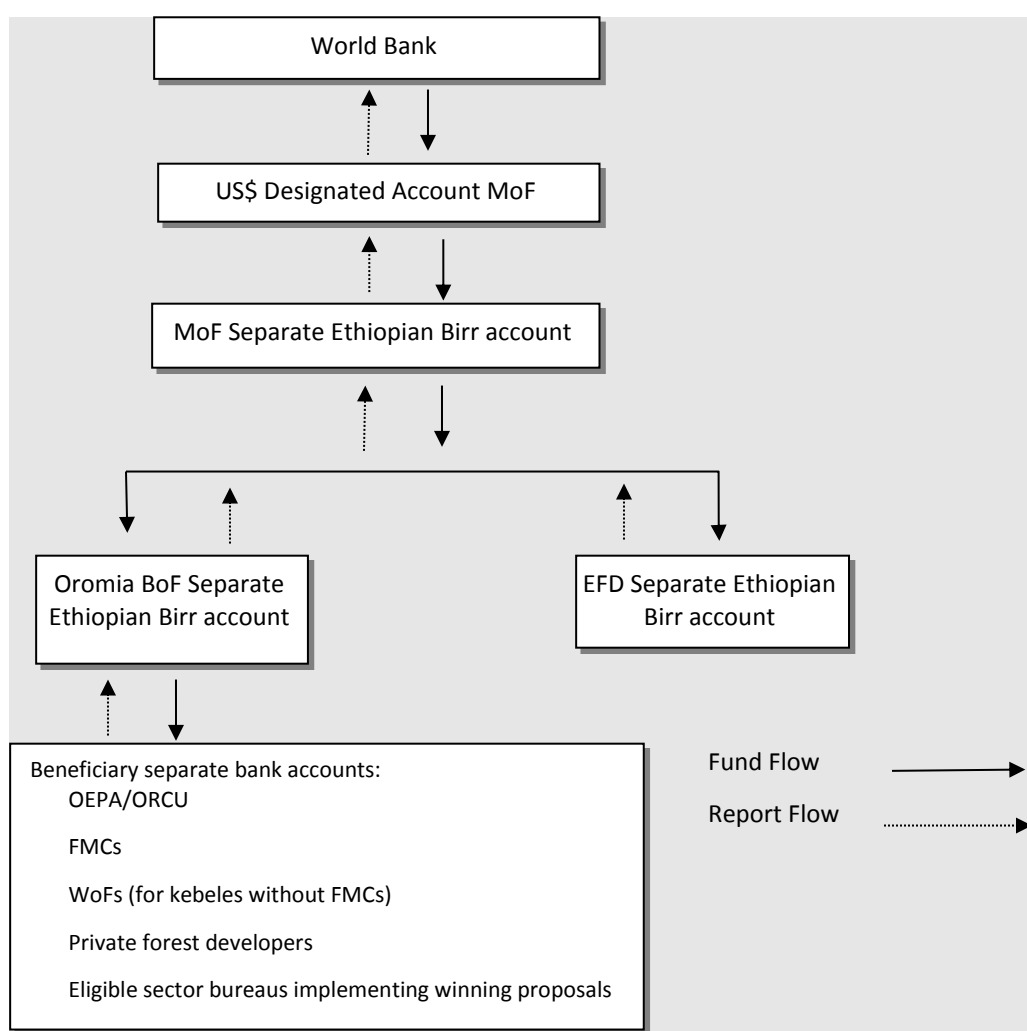 World Bank
US$ Designated Account MoF
MoF Separate Ethiopian Birr account
Oromia BoF Separate
Ethiopian Birr account
EFD Separate Ethiopian
Birr account
Beneficiary separate bank accounts:
OEPA/ORCU
FMCs
WoFs (for kebeles without FMCs)
Private forest developers
Eligible sector bureaus implementing winning proposals
Fund Flow
Report Flow